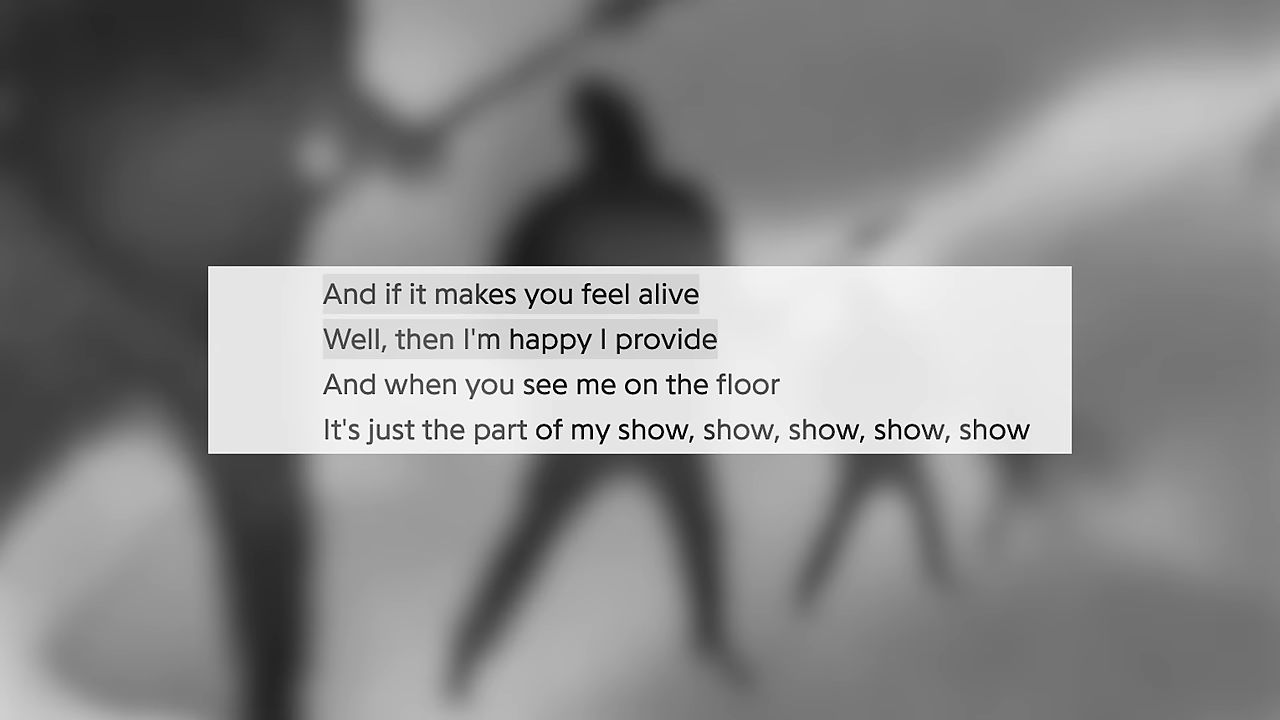 And if it makes you feel alive
Well, then I'm happy I provide
And when you see me on the floor
It's just the part of my show, show, show, show, show